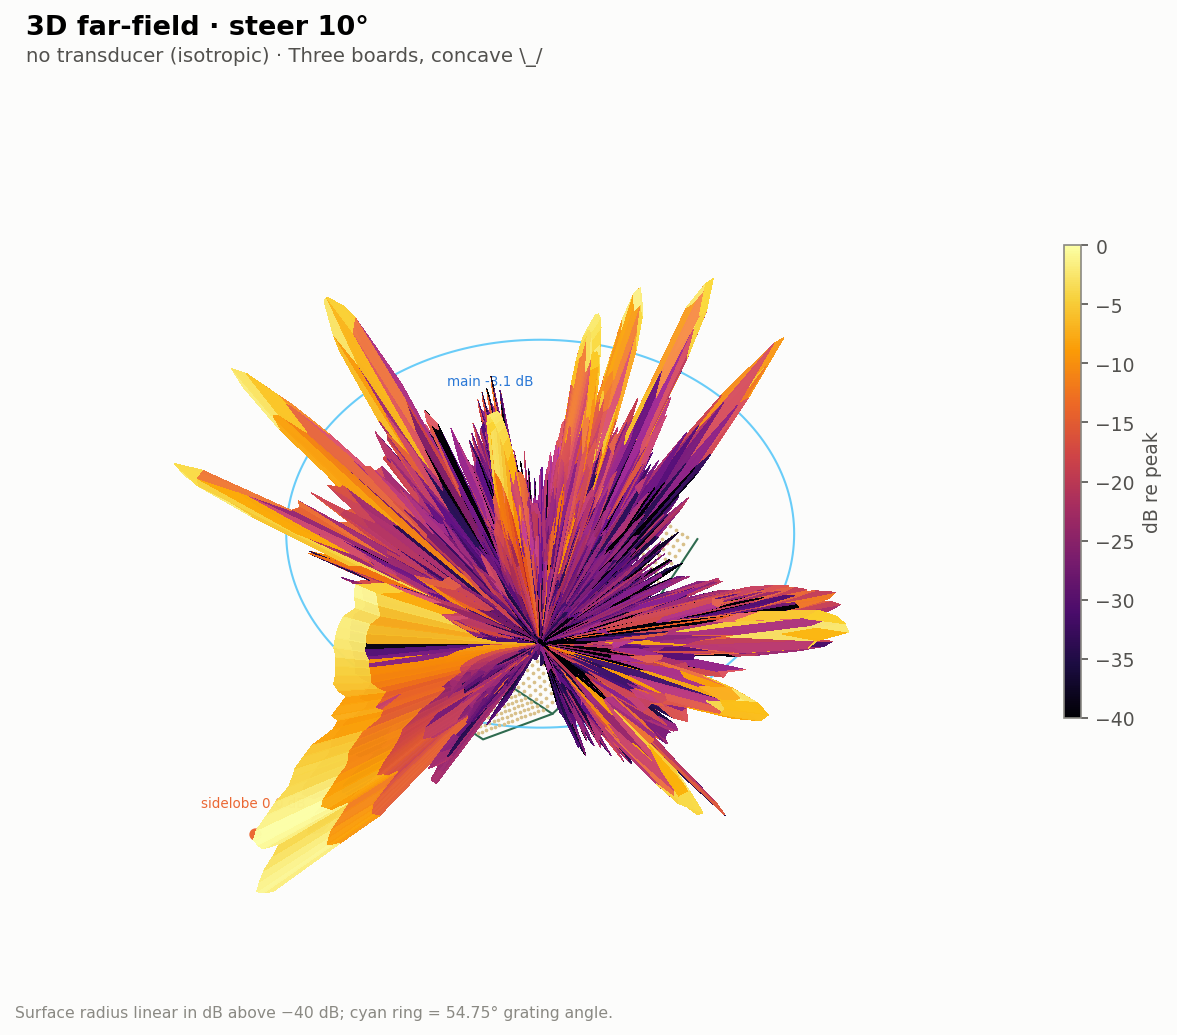 3D far-field · steer 10°
no transducer (isotropic) · Three boards, concave \_/
main -3.1 dB
sidelobe 0
0
−5
−10
−15
−20
−25
−30
−35
−40
dB re peak
Surface radius linear in dB above −40 dB; cyan ring = 54.75° grating angle.